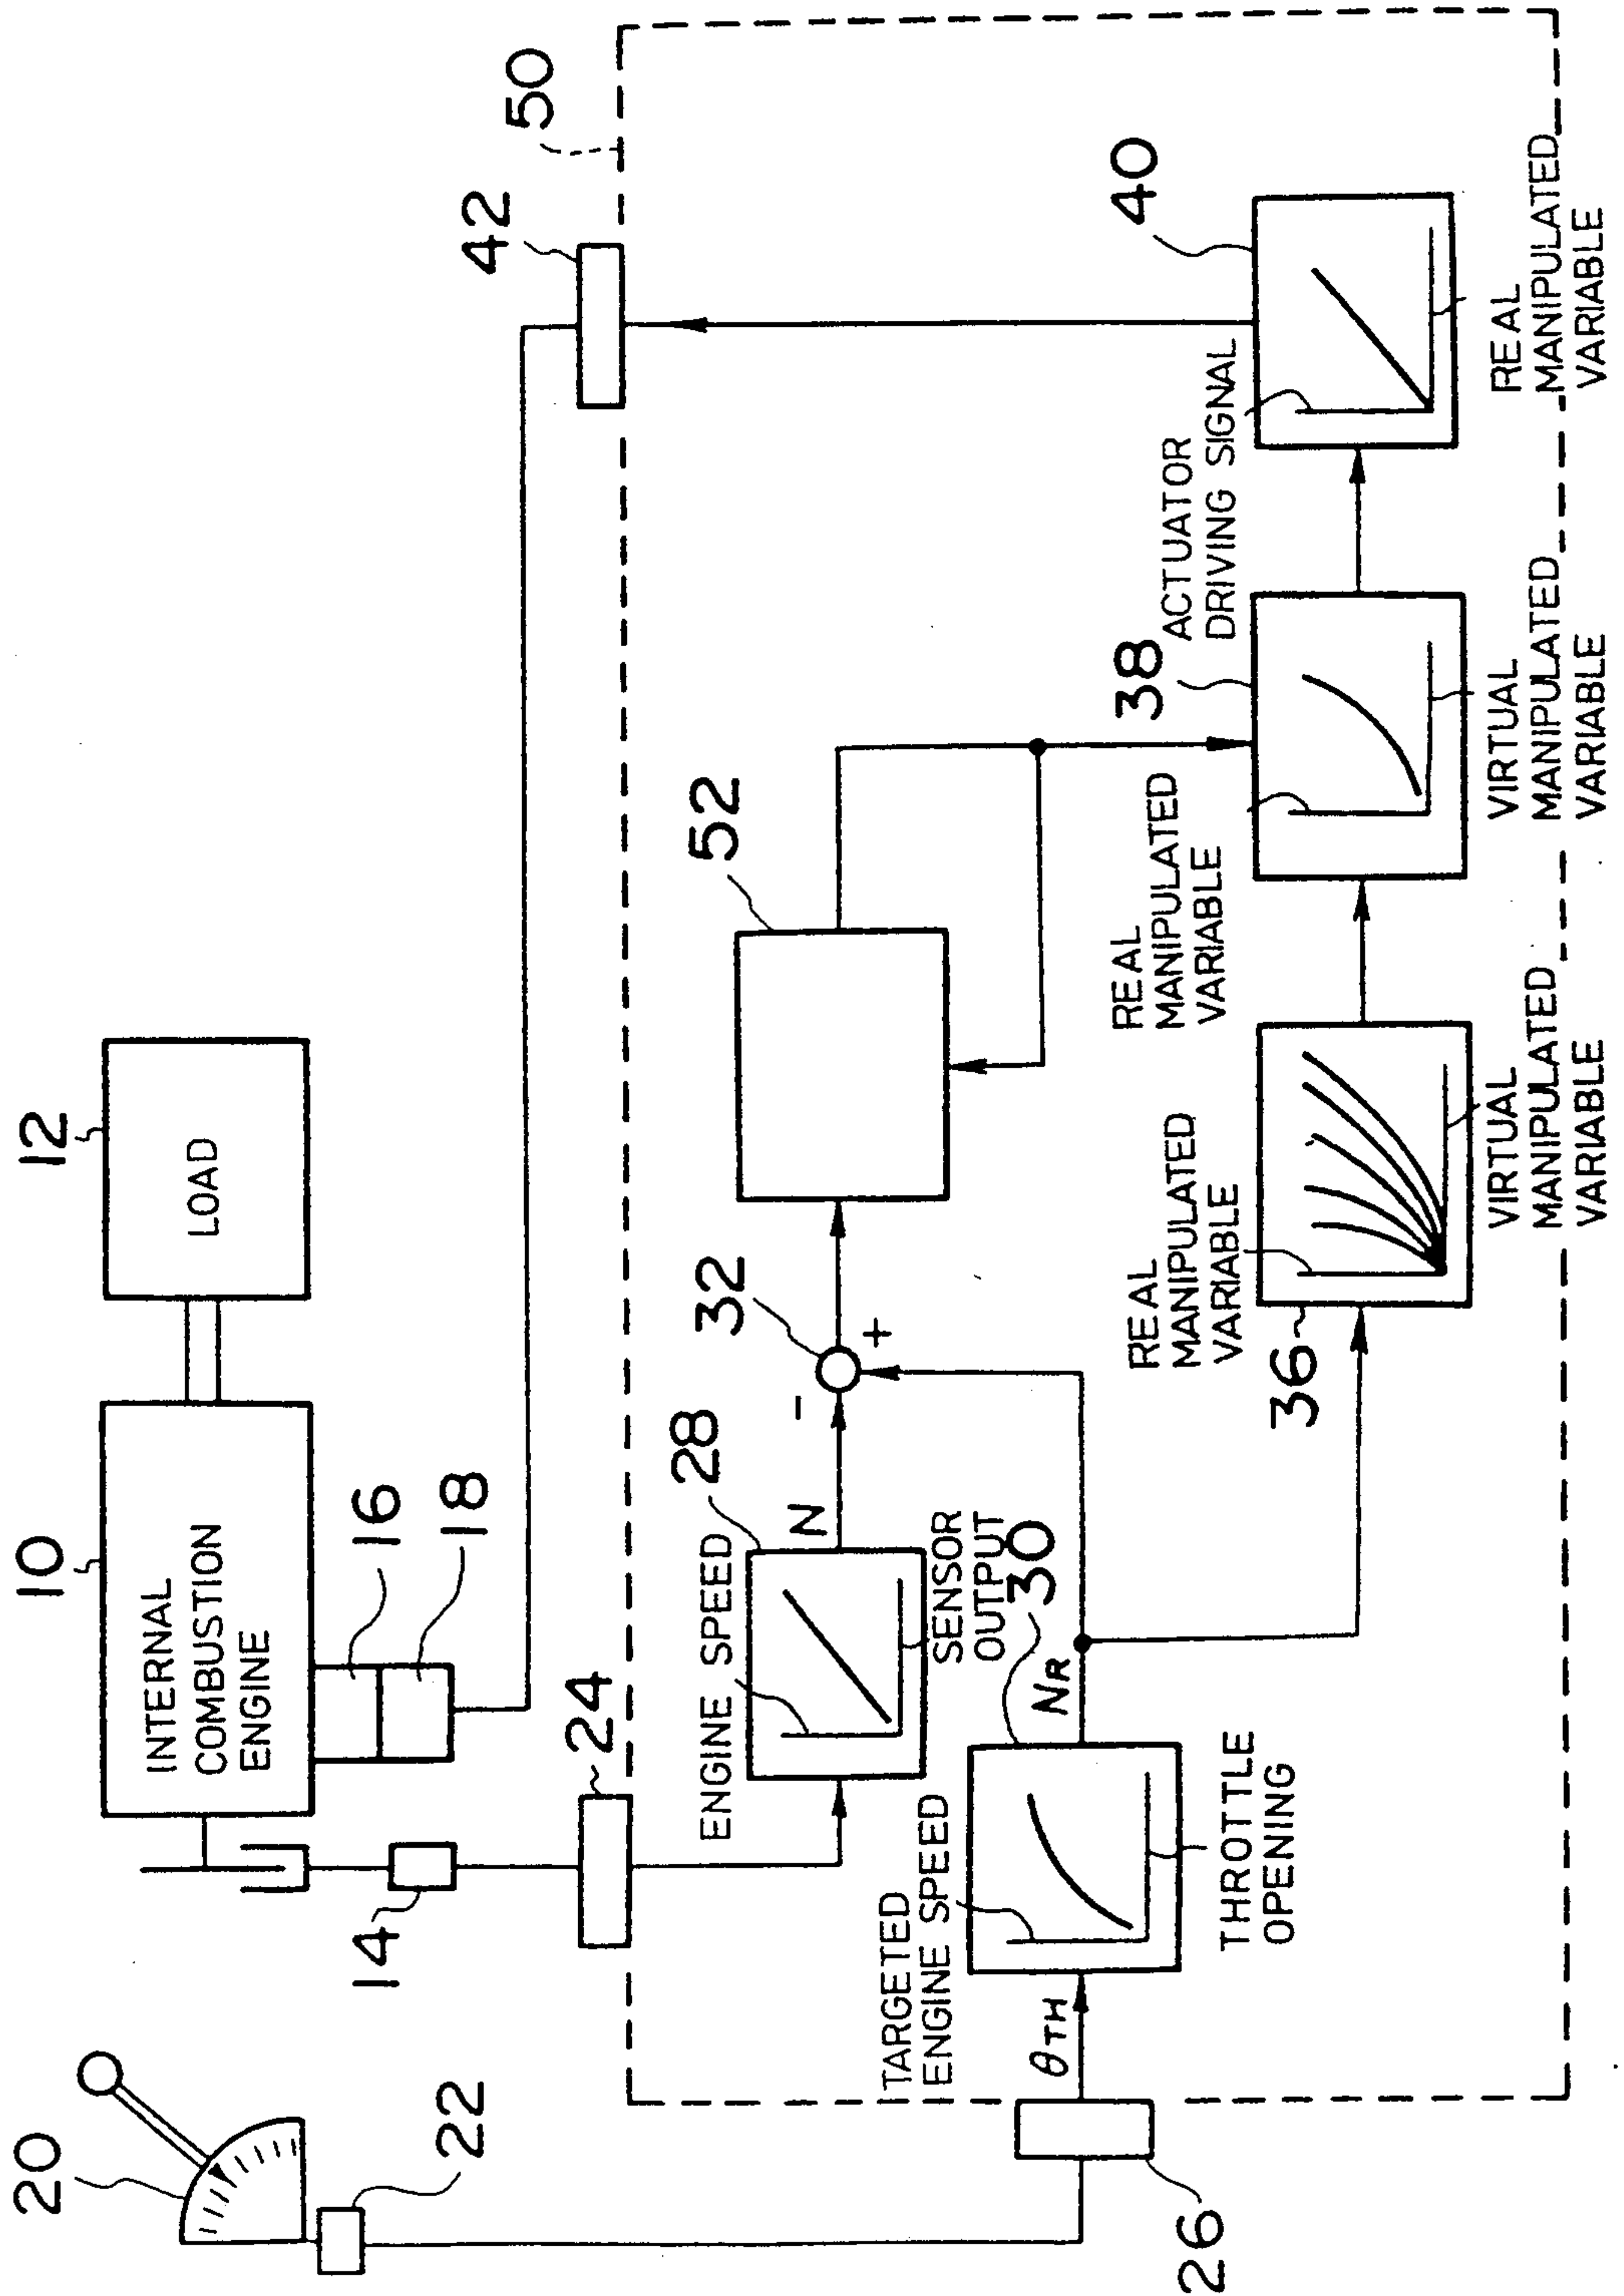 20
22
10
INTERNAL
COMBUSTION
ENGINE
16
18
12
LOAD
14
24
42
50
ENGINE SPEED
28
N
SENSOR
OUTPUT
−
+
32
52
TARGETED
ENGINE SPEED
θTH
26
THROTTLE
OPENING
30
NR
REAL
MANIPULATED
VARIABLE
36
VIRTUAL
MANIPULATED
VARIABLE
REAL
MANIPULATED
VARIABLE
38
VIRTUAL
MANIPULATED
VARIABLE
ACTUATOR
DRIVING SIGNAL
40
REAL
MANIPULATED
VARIABLE